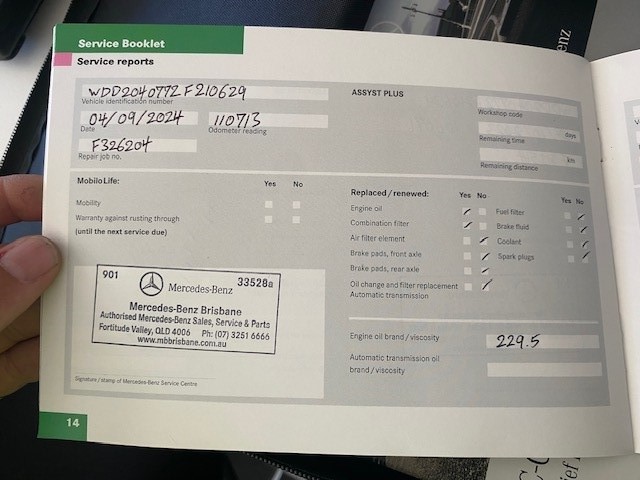 Service Booklet
Service reports
WDD2040772F210629
Vehicle identification number
04/09/2024 110713
Date Odometer reading
F326204
Repair job no.
ASSYST PLUS
Workshop code
Remaining time days
Remaining distance km
MobiloLife: Yes No
Mobility
Warranty against rusting through
(until the next service due)
Replaced / renewed: Yes No Yes No
Engine oil Fuel filter
Combination filter Brake fluid
Air filter element Coolant
Brake pads, front axle Spark plugs
Brake pads, rear axle
Oil change and filter replacement
Automatic transmission
901 33528a
Mercedes-Benz
Mercedes-Benz Brisbane
Authorised Mercedes-Benz Sales, Service & Parts
Fortitude Valley, QLD 4006 Ph: (07) 3251 6666
www.mbbrisbane.com.au
Signature / stamp of Mercedes-Benz Service Centre
Engine oil brand / viscosity 229.5
Automatic transmission oil
brand / viscosity
14
enz